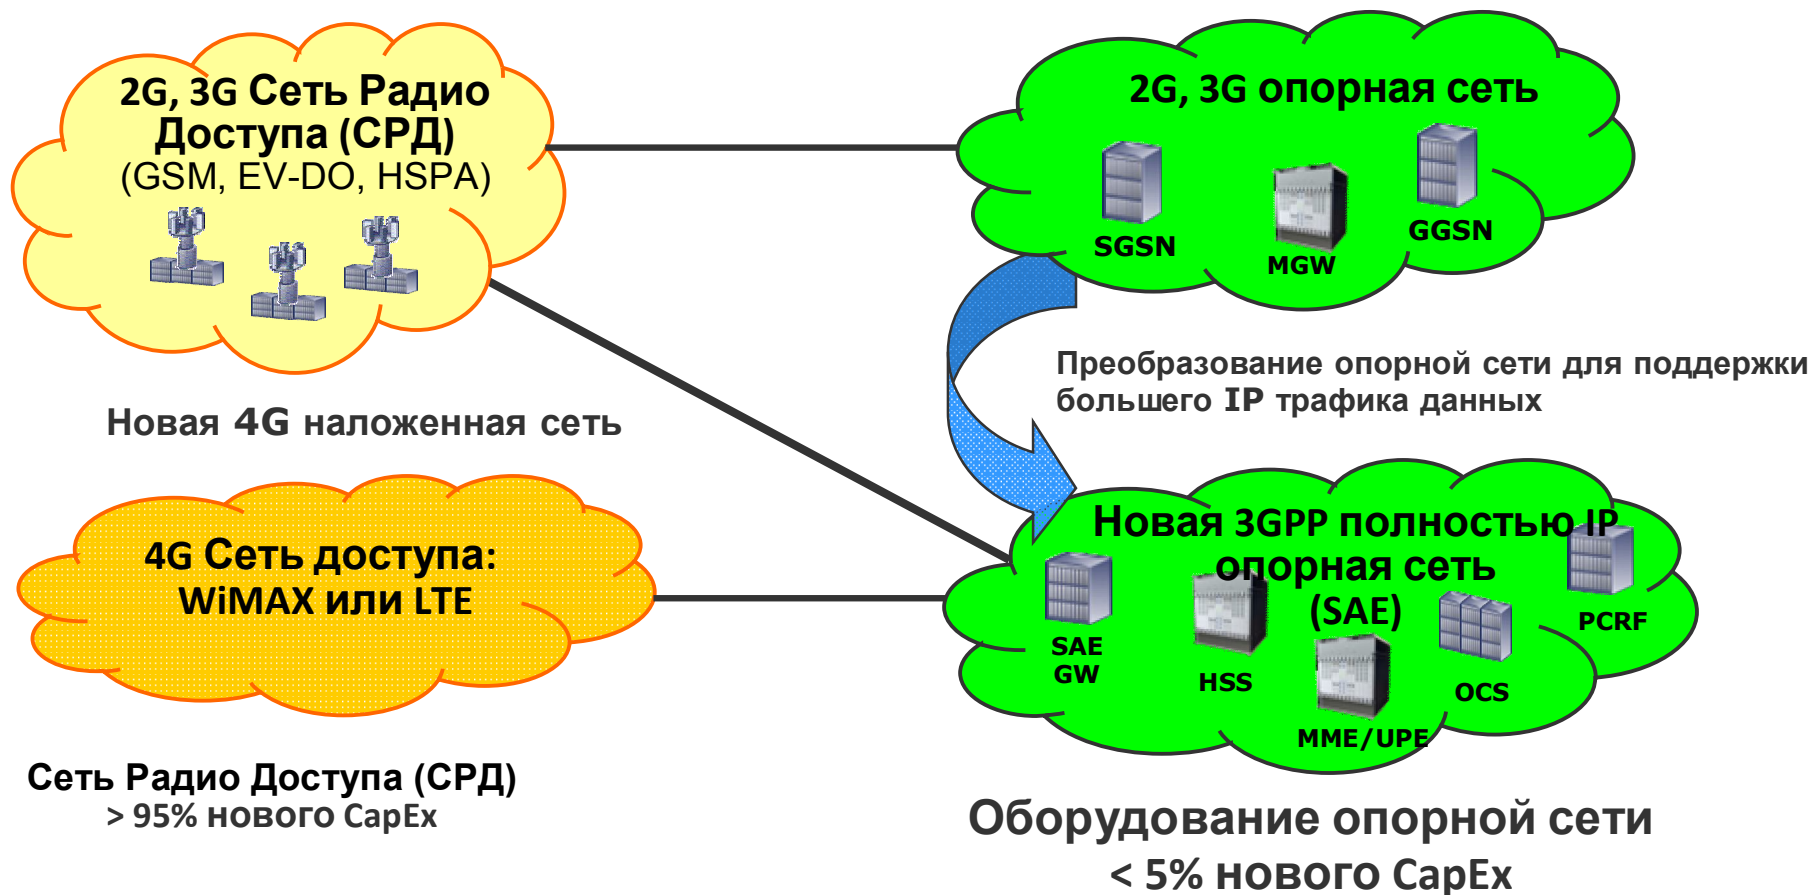 2G, 3G Сеть Радио
Доступа (СРД)
(GSM, EV-DO, HSPA)
2G, 3G опорная сеть
SGSN
MGW
GGSN
Преобразование опорной сети для поддержки
большего IP трафика данных
Новая 4G наложенная сеть
4G Сеть доступа:
WiMAX или LTE
Новая 3GPP полностью IP
опорная сеть
(SAE)
SAE
GW
HSS
MME/UPE
OCS
PCRF
Сеть Радио Доступа (СРД)
> 95% нового CapEx
Оборудование опорной сети
< 5% нового CapEx